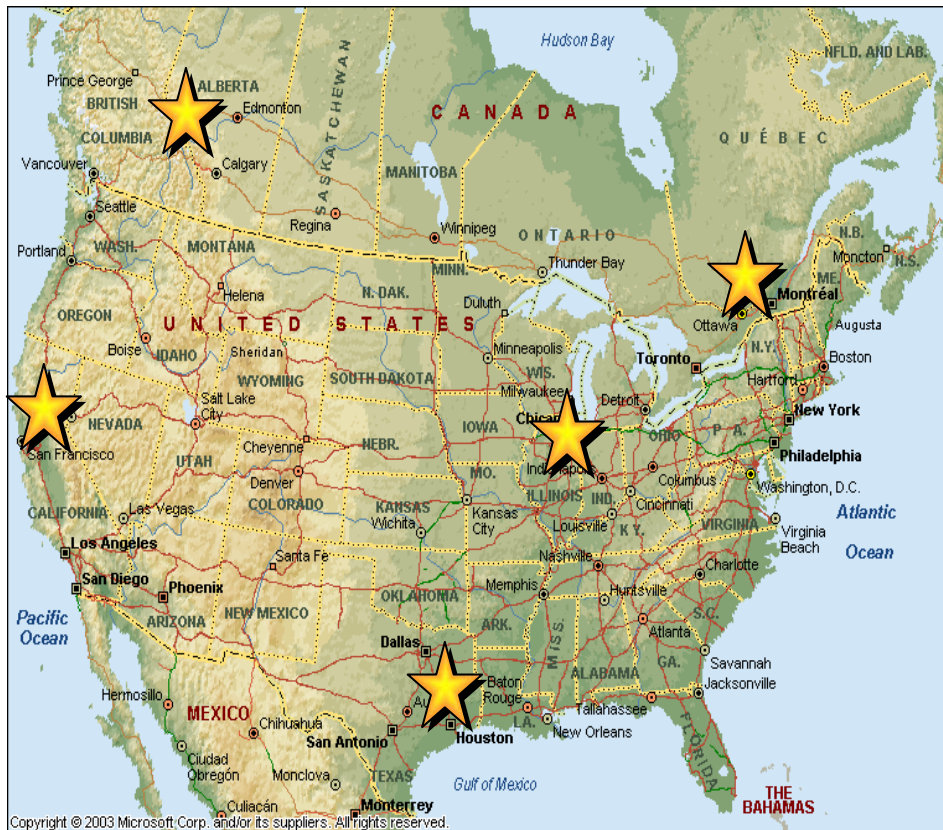 Hudson Bay
NFLD. AND LAB.
Prince George
ALBERTA
BRITISH
COLUMBIA
Edmonton
SASKATCHEWAN
CANADA
QUÉBEC
Vancouver
Calgary
MANITOBA
Seattle
Regina
Winnipeg
ONTARIO
N.B.
Moncton
N.S.
Portland
WASH.
MONTANA
MINN.
Thunder Bay
ME.
Helena
N. DAK.
Duluth
Montréal
OREGON
UNITED STATES
Ottawa
Augusta
Boise
IDAHO
Sheridan
Minneapolis
Toronto
N.Y.
Boston
WYOMING
SOUTH DAKOTA
WIS.
Milwaukee
Hartford
Salt Lake
City
Detroit
NEVADA
IOWA
New York
Cheyenne
NEBR.
OHIO
P A.
San Francisco
UTAH
Philadelphia
Denver
MO.
Columbus
COLORADO
ILLINOIS
IND.
Cincinnati
Washington, D.C.
CALIFORNIA
Las Vegas
KANSAS
Kansas
City
Wichita
Louisville
KY.
VIRGINIA
Virginia
Beach
Atlantic
Ocean
Los Angeles
Santa Fe
Nashville
Charlotte
San Diego
Phoenix
OKLAHOMA
Memphis
Huntsville
Pacific
Ocean
ARIZONA
NEW MEXICO
ARK.
MISS.
S.C.
Atlanta
Dallas
ALABAMA
GA.
Savannah
Hermosillo
Baton
Rouge
Jacksonville
MEXICO
Chihuahua
Tallahassee
San Antonio
Houston
LA.
New Orleans
FLORIDA
Ciudad
Obregón
Monclova
TEXAS
Gulf of Mexico
THE
BAHAMAS
Culiacán
Monterrey
Copyright © 2003 Microsoft Corp. and/or its suppliers. All rights reserved.